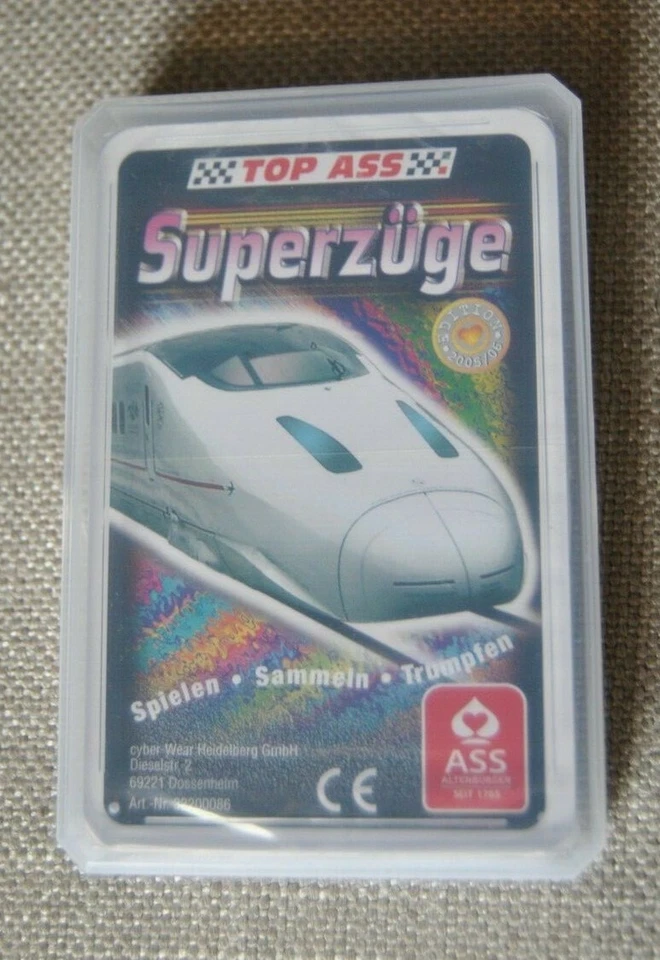 TOP ASS
Superzüge
EDITION
2005/06
Spielen • Sammeln • Trumpfen
cyber-Wear Heidelberg GmbH
Dieselstr. 2
69221 Dossenheim
Art.-Nr.
CE
ASS
ALTENBURGER
SEIT 1765